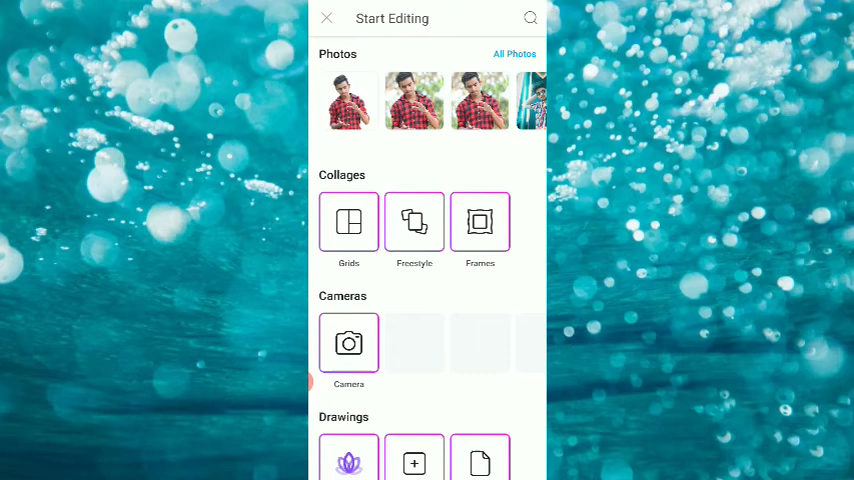 Start Editing
Photos
All Photos
Collages
Grids
Freestyle
Frames
Cameras
Camera
Drawings